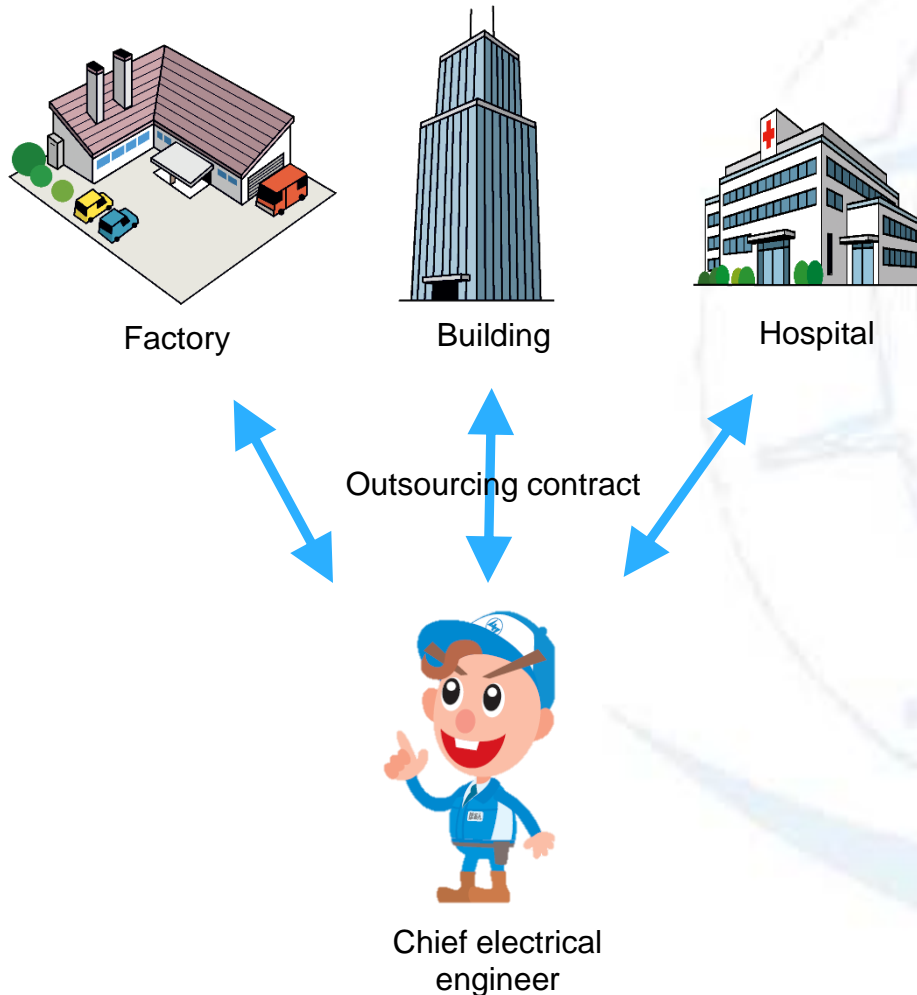 Factory
Building
Hospital
Outsourcing contract
Chief electrical
engineer